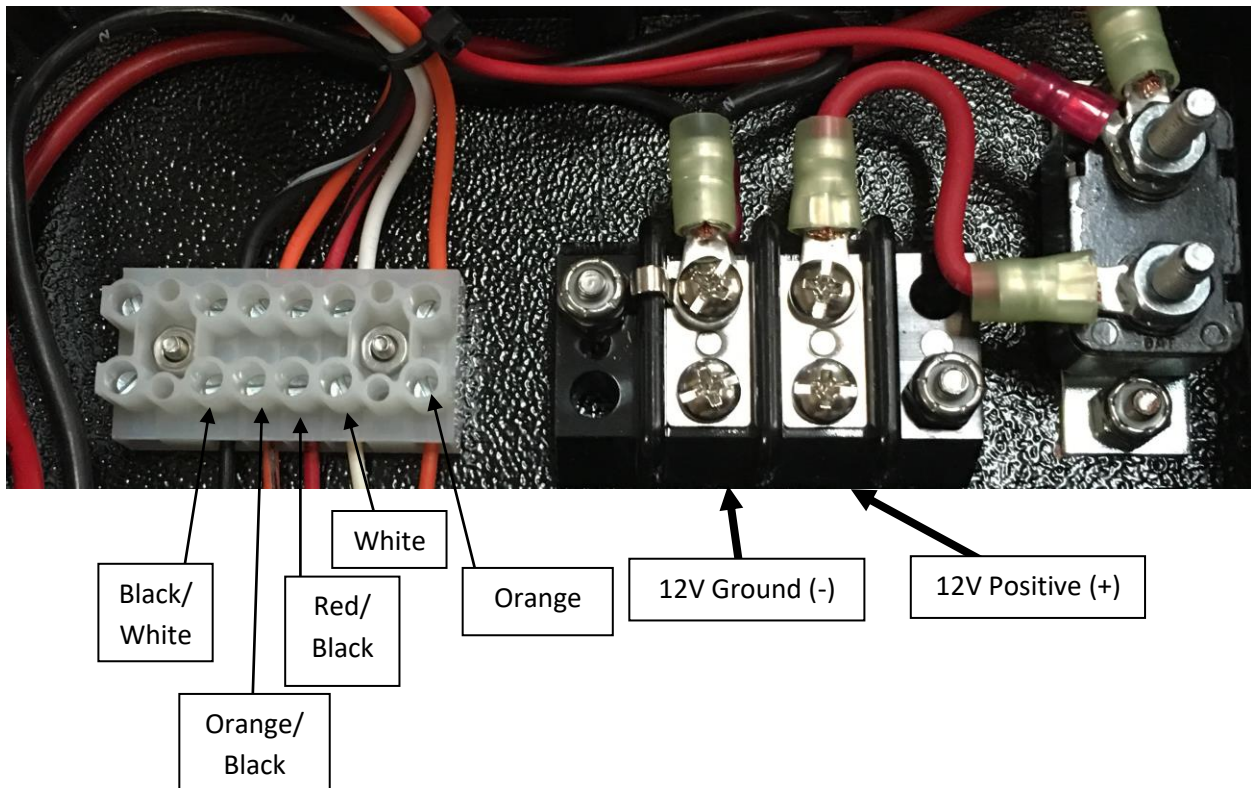 White
Black/
White
Red/
Black
Orange
12V Ground (-)
12V Positive (+)
Orange/
Black